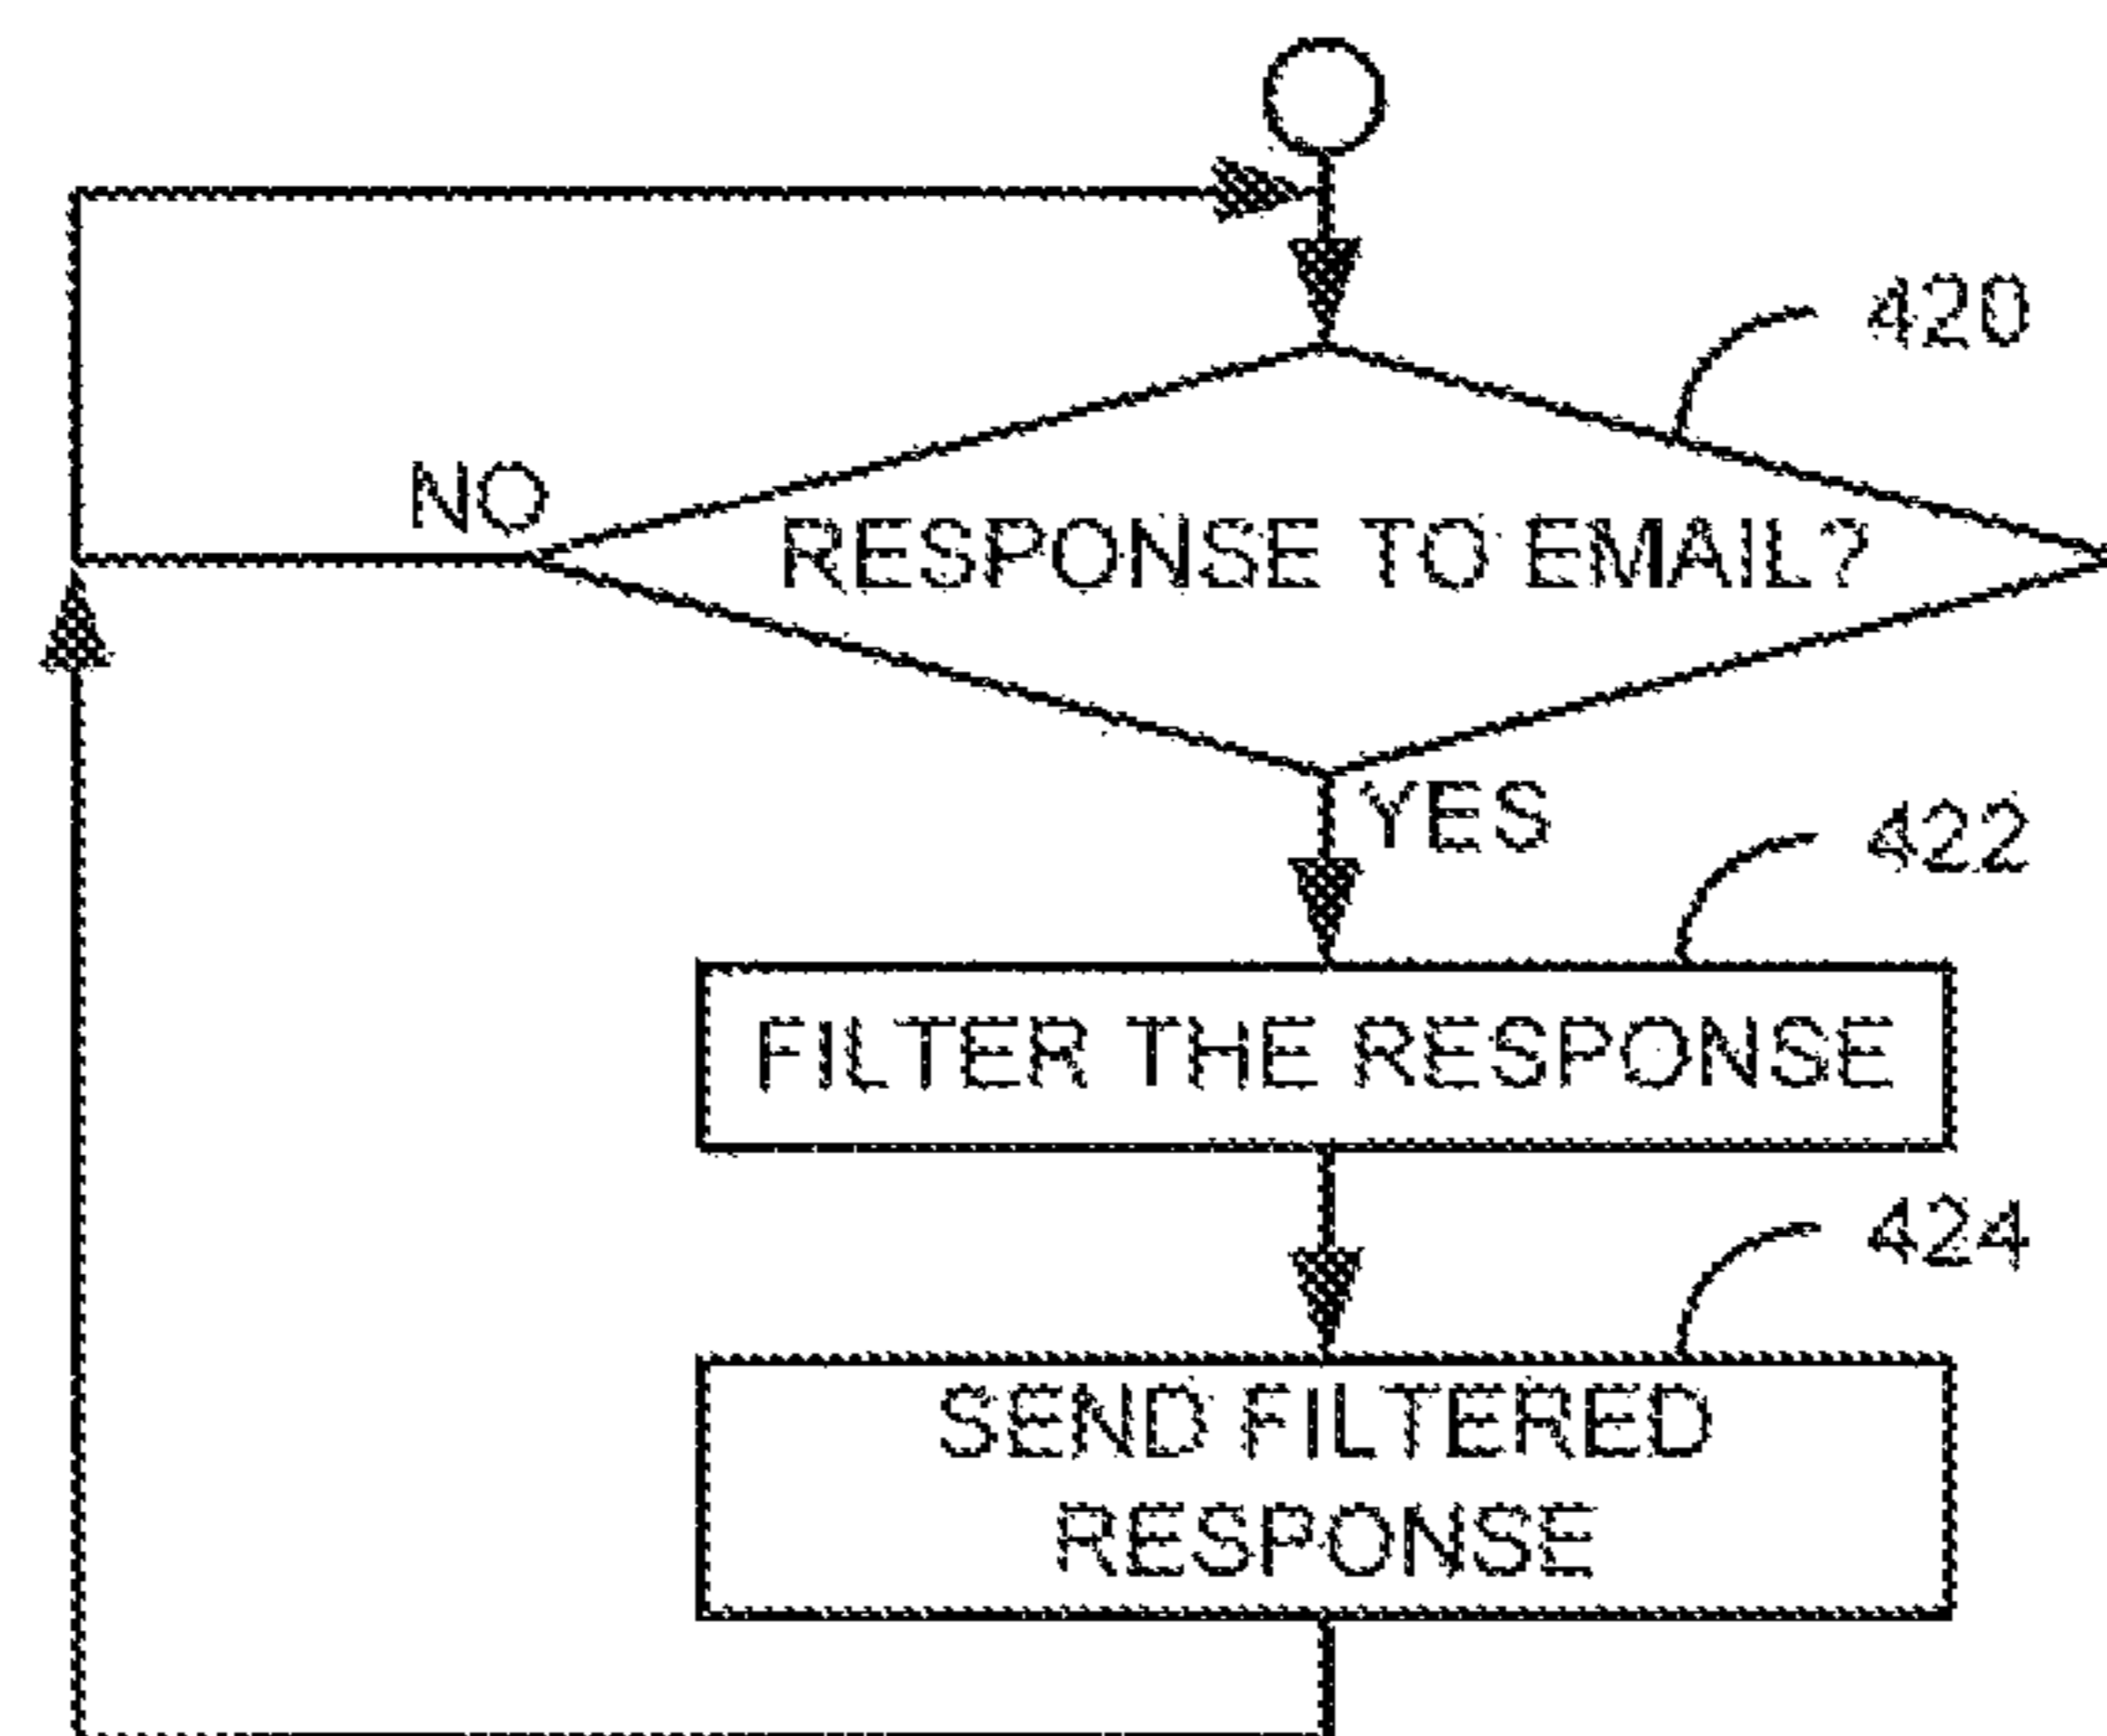 420
NO
RESPONSE TO EMAIL?
YES
422
FILTER THE RESPONSE
424
SEND FILTERED
RESPONSE